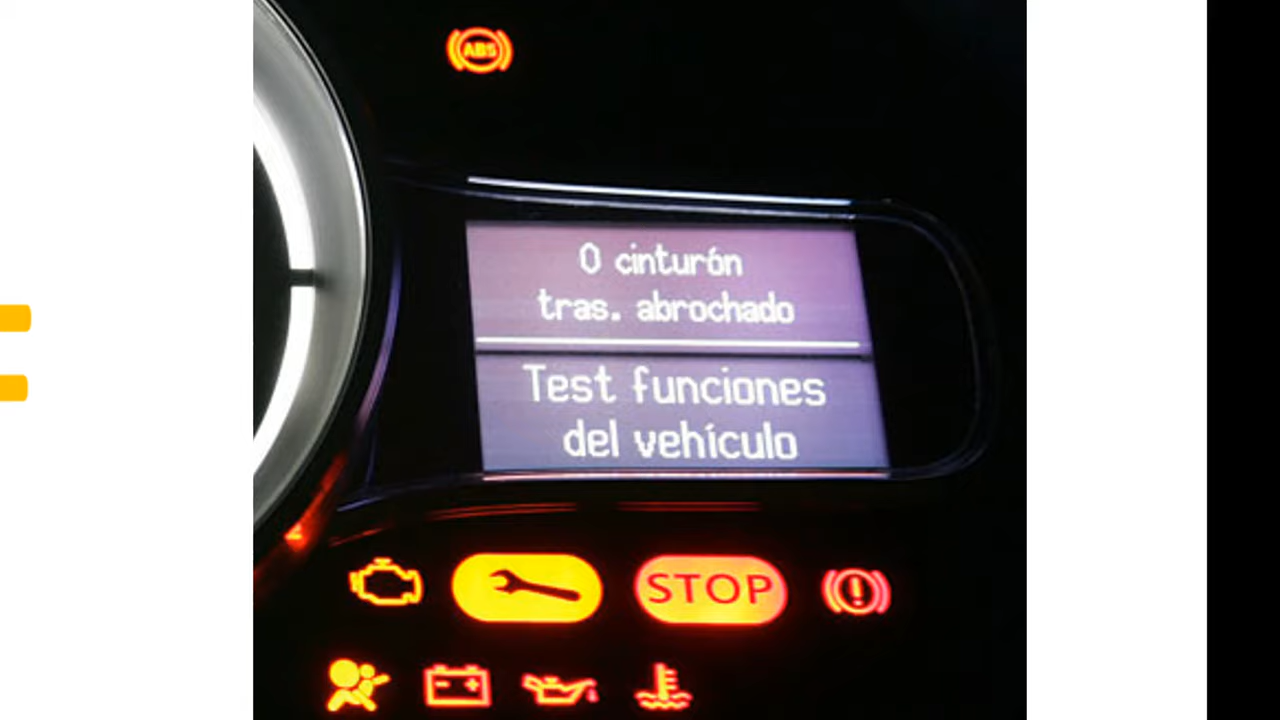 ABS
0 cinturón
tras. abrochado
Test funciones
del vehículo
STOP